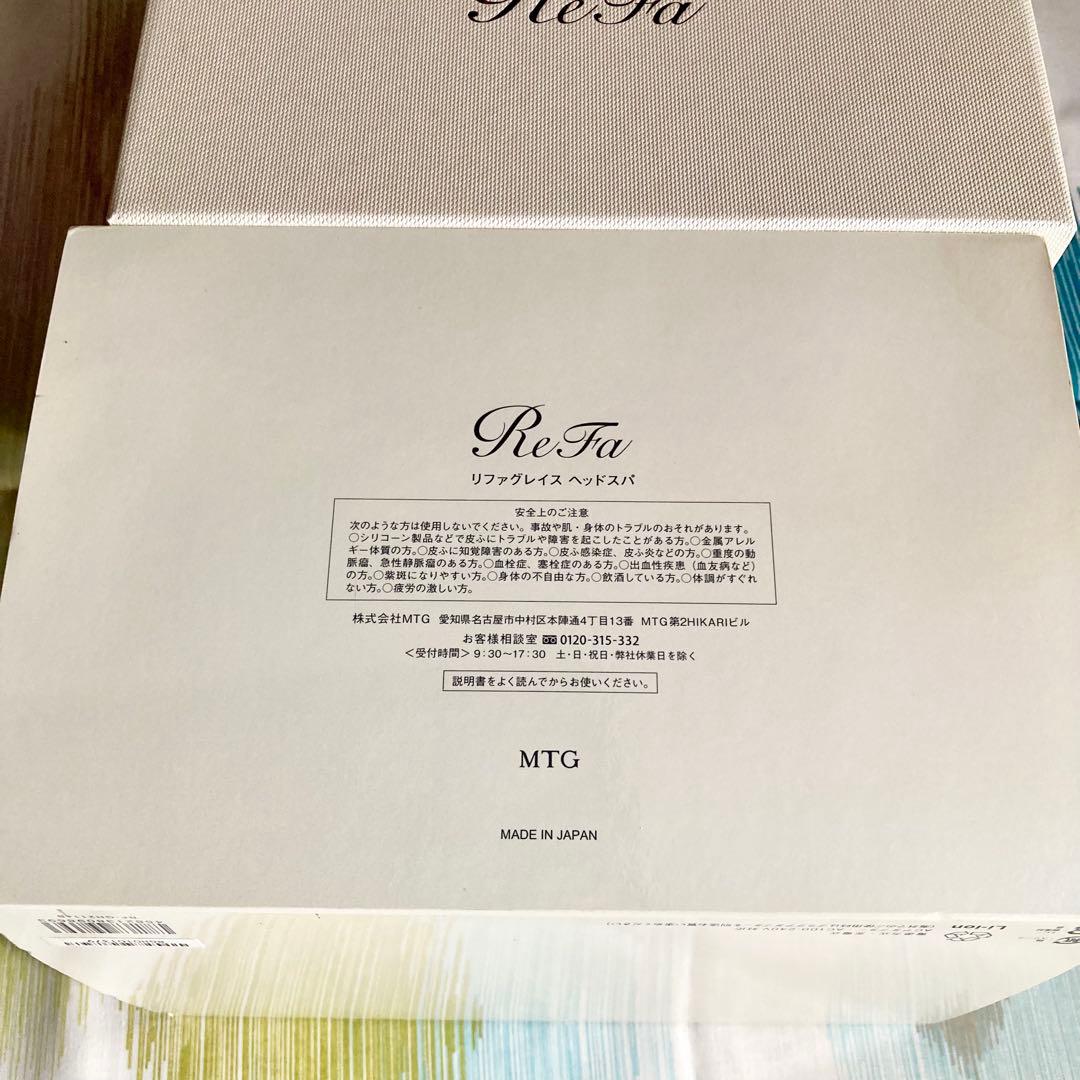 ReFa
ReFa
リファグレイス ヘッドスパ
安全上のご注意
次のような方は使用しないでください。事故や肌・身体のトラブルのおそれがあります。
○シリコーン製品などで皮ふにトラブルや障害を起こしたことがある方。○金属アレル
ギー体質の方。○皮ふに知覚障害のある方。○皮ふ感染症、皮ふ炎などの方。○重度の動
脈瘤、急性静脈瘤のある方。○血栓症、塞栓症のある方。○出血性疾患（血友病など）
の方。○紫斑になりやすい方。○身体の不自由な方。○飲酒している方。○体調がすぐれ
ない方。○疲労の激しい方。
株式会社MTG 愛知県名古屋市中村区本陣通4丁目13番 MTG第2HIKARIビル
お客様相談室 0120-315-332
＜受付時間＞9:30～17:30 土・日・祝日・弊社休業日を除く
説明書をよく読んでからお使いください。
MTG
MADE IN JAPAN
Li-ion